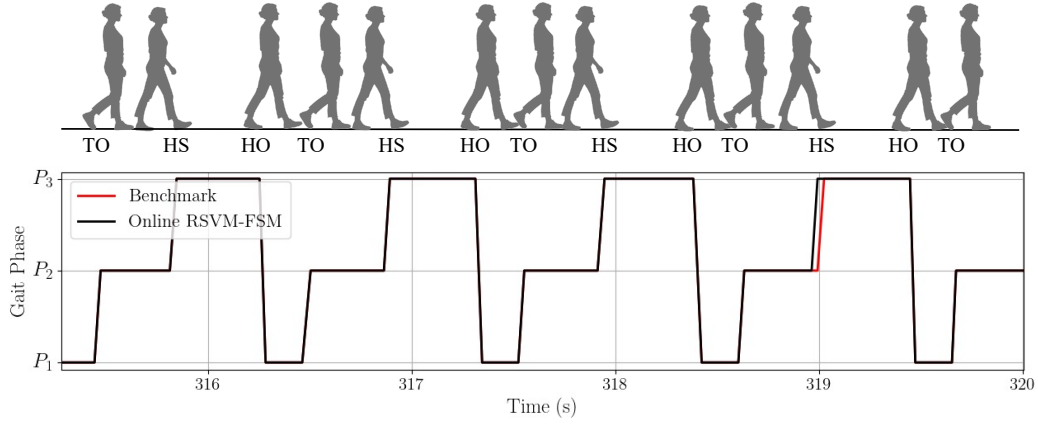 TO HS HO TO HS HO TO HS HO TO HS HO TO
P3
Benchmark
Online RSVM-FSM
P2
P1
Gait Phase
316 317 318 319 320
Time (s)